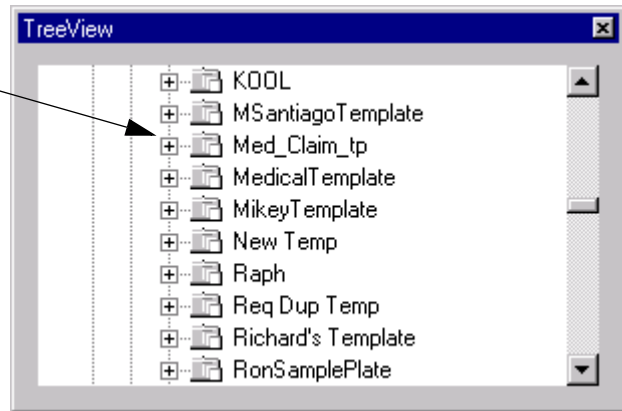 TreeView
KOOL
MSantiagoTemplate
Med_Claim_tp
MedicalTemplate
MikeyTemplate
New Temp
Raph
Req Dup Temp
Richard's Template
RonSamplePlate